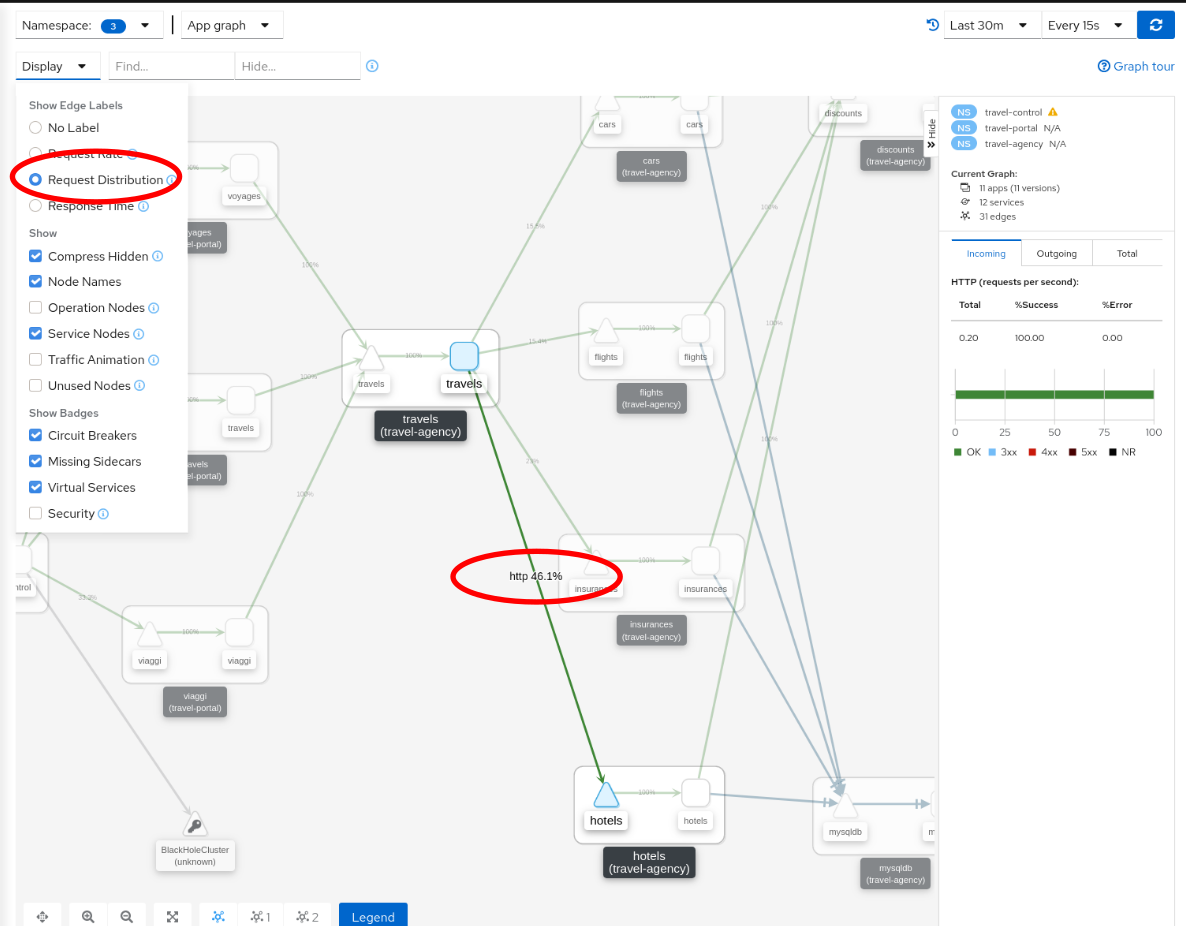 Namespace: 3
App graph
Last 30m
Every 15s
Display
Find...
Hide...
Graph tour
Show Edge Labels
No Label
Request Rate
Request Distribution
Response Time
Show
Compress Hidden
Node Names
Operation Nodes
Service Nodes
Traffic Animation
Unused Nodes
Show Badges
Circuit Breakers
Missing Sidecars
Virtual Services
Security
voyages
yages
el-portal)
100%
travels
avels
el-portal)
100%
100%
ntrol
33.3%
100%
viaggi
viaggi
viaggi
(travel-portal)
BlackHoleCluster
(unknown)
100%
travels
travels
travels
(travel-agency)
cars
cars
cars
(travel-agency)
15.4%
100%
flights
flights
flights
(travel-agency)
100%
http 46.1%
insurances
insurances
insurances
(travel-agency)
100%
hotels
hotels
hotels
(travel-agency)
discounts
discounts
(travel-agency)
100%
100%
100%
mysqldb
m
mysqldb
(travel-agency)
Hide
NS travel-control
NS travel-portal N/A
NS travel-agency N/A
Current Graph:
11 apps (11 versions)
12 services
31 edges
Incoming
Outgoing
Total
HTTP (requests per second):
Total %Success %Error
0.20 100.00 0.00
0 25 50 75 100
OK 3xx 4xx 5xx NR
1
2
Legend